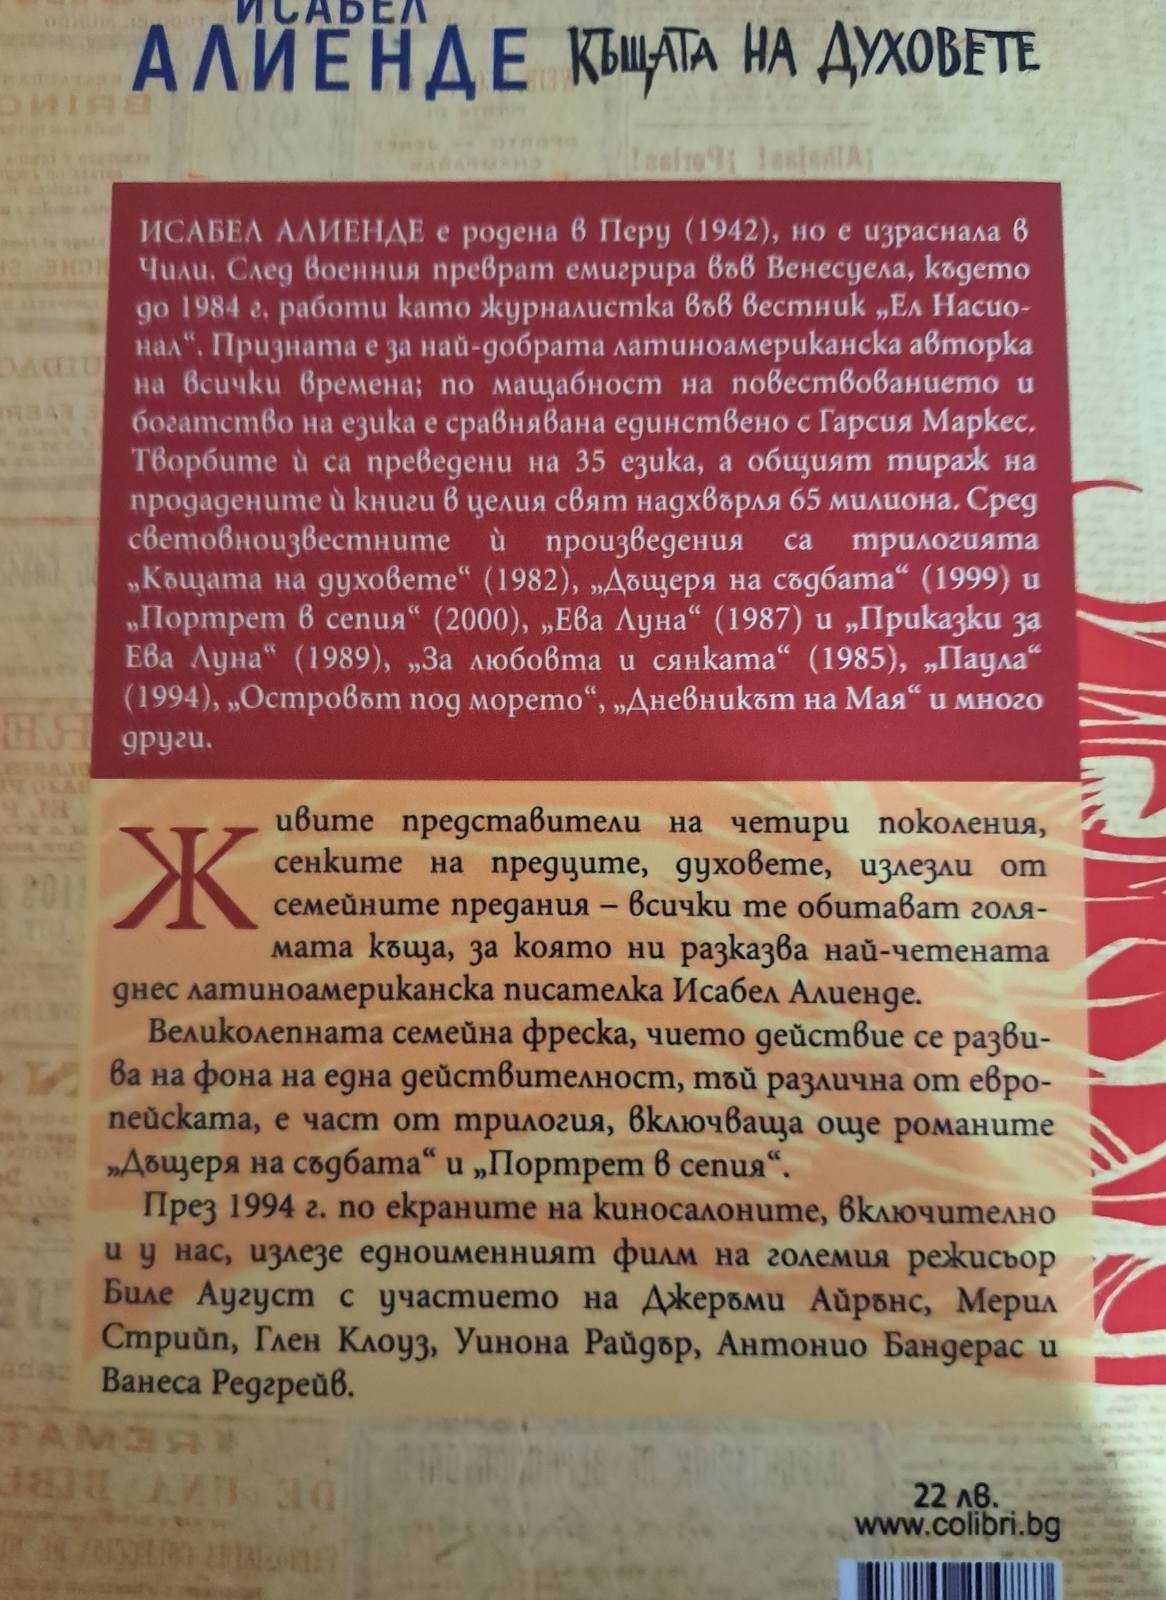 ИСАБЕЛ
АЛИЕНДЕ КЪЩАТА НА ДУХОВЕТЕ
¡Alhajas! ¡Perlas!
ИСАБЕЛ АЛИЕНДЕ е родена в Перу (1942), но е израснала в
Чили. След военния преврат емигрира във Венесуела, където
до 1984 г. работи като журналистка във вестник „Ел Насио-
нал“. Призната е за най-добрата латиноамериканска авторка
на всички времена; по мащабност на повествованието и
богатство на езика е сравнявана единствено с Гарсия Маркес.
Творбите ѝ са преведени на 35 езика, а общият тираж на
продадените ѝ книги в целия свят надхвърля 65 милиона. Сред
световноизвестните ѝ произведения са трилогията
„Къщата на духовете“ (1982), „Дъщеря на съдбата“ (1999) и
„Портрет в сепия“ (2000), „Ева Луна“ (1987) и „Приказки за
Ева Луна“ (1989), „За любовта и сянката“ (1985), „Паула“
(1994), „Островът под морето“, „Дневникът на Мая“ и много
други.
Живите представители на четири поколения,
сенките на предците, духовете, излезли от
семейните предания – всички те обитават голя-
мата къща, за която ни разказва най-четената
днес латиноамериканска писателка Исабел Алиенде.
Великолепната семейна фреска, чието действие се разви-
ва на фона на една действителност, тъй различна от евро-
пейската, е част от трилогия, включваща още романите
„Дъщеря на съдбата“ и „Портрет в сепия“.
През 1994 г. по екраните на киносалоните, включително
и у нас, излезе едноименният филм на големия режисьор
Биле Аугуст с участието на Джеръми Айрънс, Мерил
Стрийп, Глен Клоуз, Уинона Райдър, Антонио Бандерас и
Ванеса Редгрейв.
22 лв.
www.colibri.bg